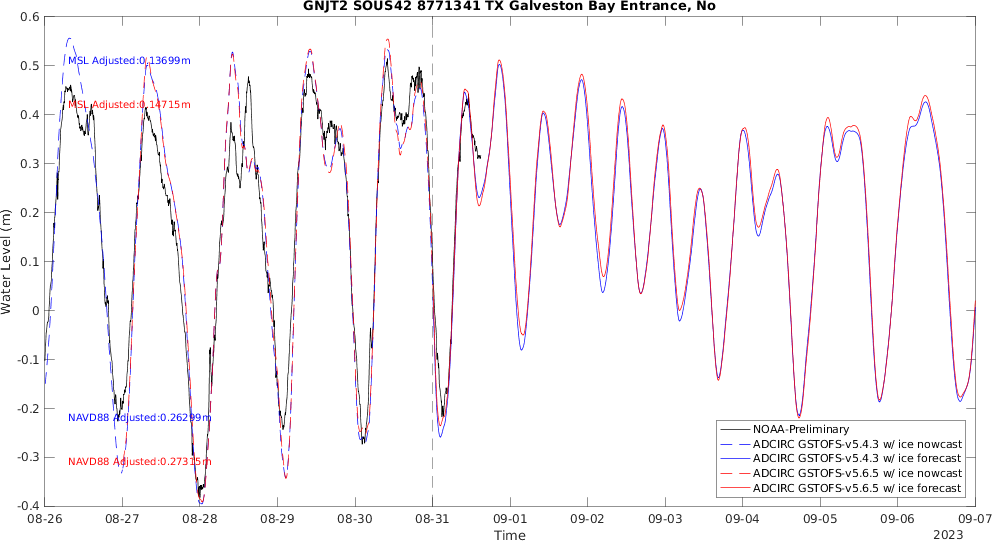 GNJT2 SOUS42 8771341 TX Galveston Bay Entrance, No
Water Level (m)
0.6
0.5
0.4
0.3
0.2
0.1
0
-0.1
-0.2
-0.3
-0.4
MSL Adjusted:0.13699m
MSL Adjusted:0.14715m
NAVD88 Adjusted:0.26299m
NAVD88 Adjusted:0.27315m
NOAA-Preliminary
ADCIRC GSTOFS-v5.4.3 w/ ice nowcast
ADCIRC GSTOFS-v5.4.3 w/ ice forecast
ADCIRC GSTOFS-v5.6.5 w/ ice nowcast
ADCIRC GSTOFS-v5.6.5 w/ ice forecast
08-26 08-27 08-28 08-29 08-30 08-31 09-01 09-02 09-03 09-04 09-05 09-06 09-07
Time
2023